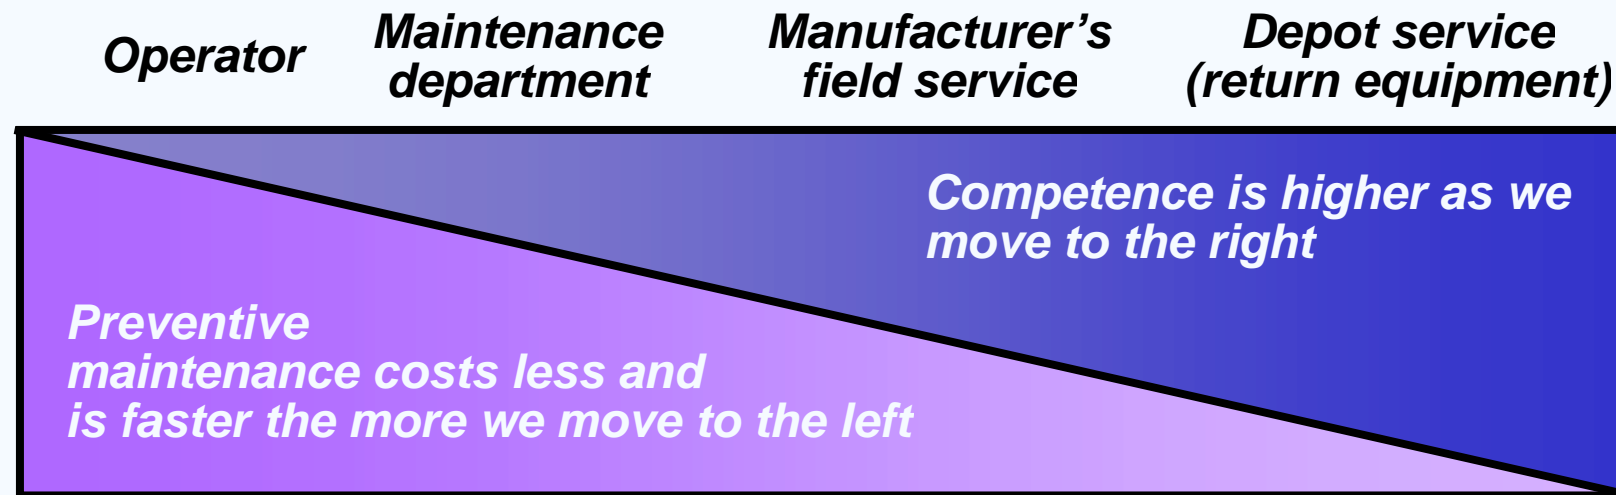 Operator
Maintenance
department
Manufacturer’s
field service
Depot service
(return equipment)
Competence is higher as we
move to the right
Preventive
maintenance costs less and
is faster the more we move to the left